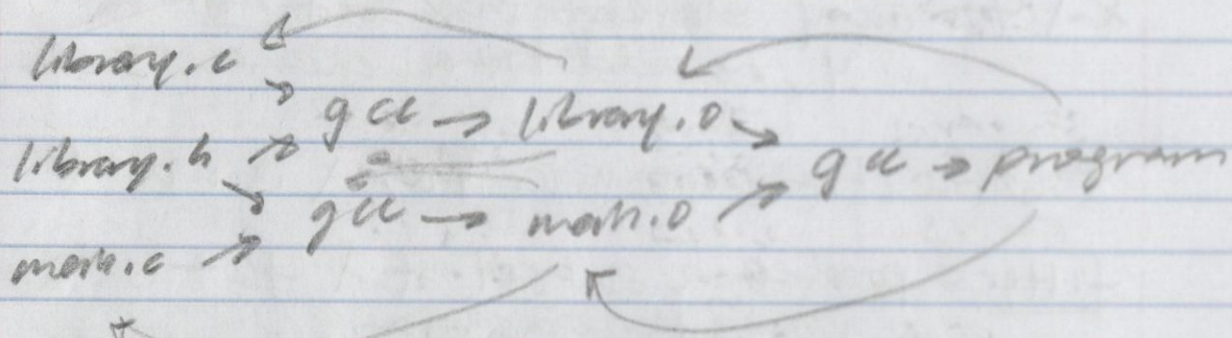 library.c
gcc → library.o
library.h
gcc → program
gcc → main.o
main.c